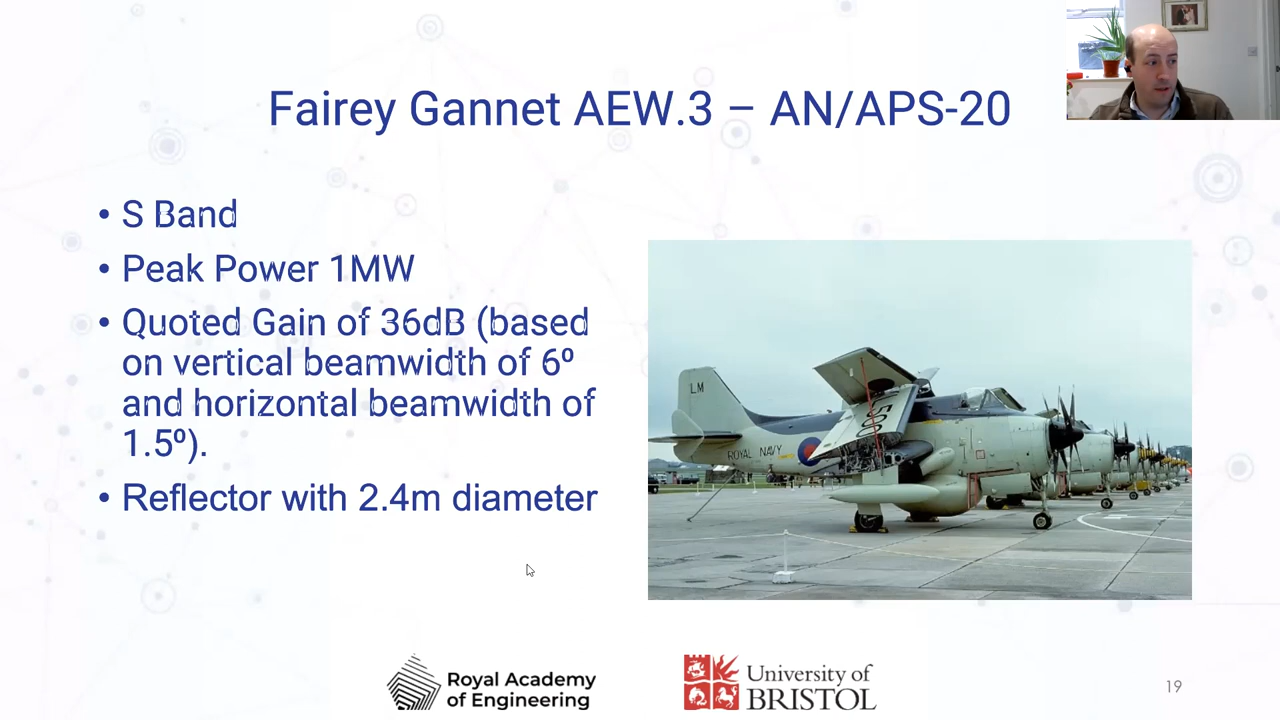 Fairey Gannet AEW.3 – AN/APS-20
• S Band
• Peak Power 1MW
• Quoted Gain of 36dB (based
on vertical beamwidth of 6º
and horizontal beamwidth of
1.5º).
• Reflector with 2.4m diameter
LM
ROYAL NAVY
500
Royal Academy
of Engineering
University of
BRISTOL
19